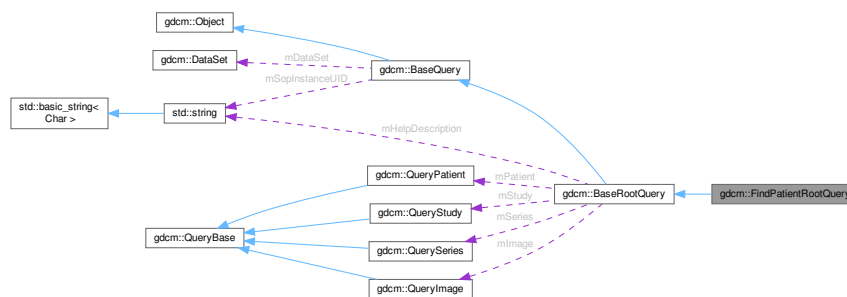 gdcm::Object
gdcm::DataSet
mDataSet
gdcm::BaseQuery
mSopInstanceUID
std::basic_string<
Char >
std::string
mHelpDescription
gdcm::QueryPatient
mPatient
gdcm::BaseRootQuery
gdcm::FindPatientRootQuery
mStudy
gdcm::QueryStudy
mSeries
gdcm::QueryBase
gdcm::QuerySeries
mImage
gdcm::QueryImage